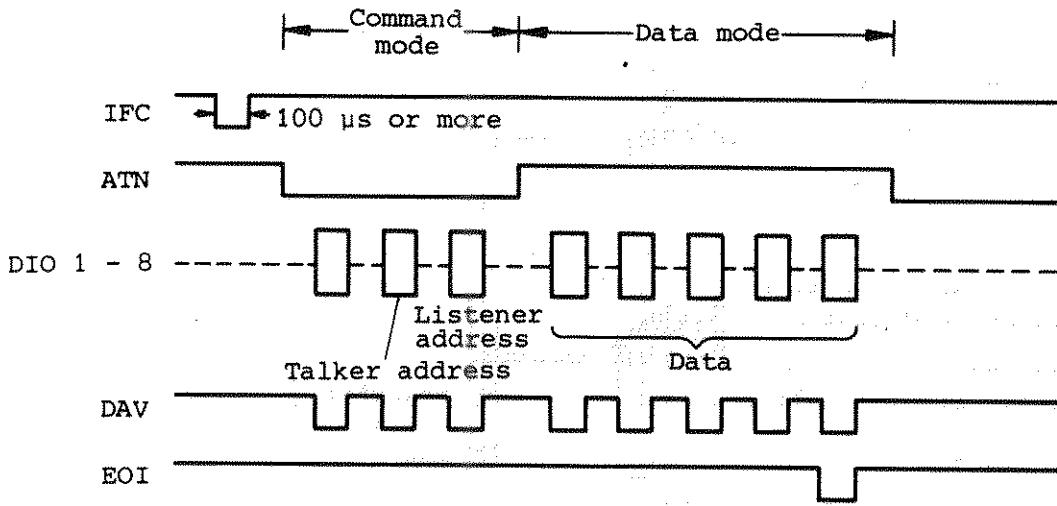 Command
mode
Data mode
IFC
100 µs or more
ATN
DIO 1 - 8
Listener
address
Talker address
Data
DAV
EOI